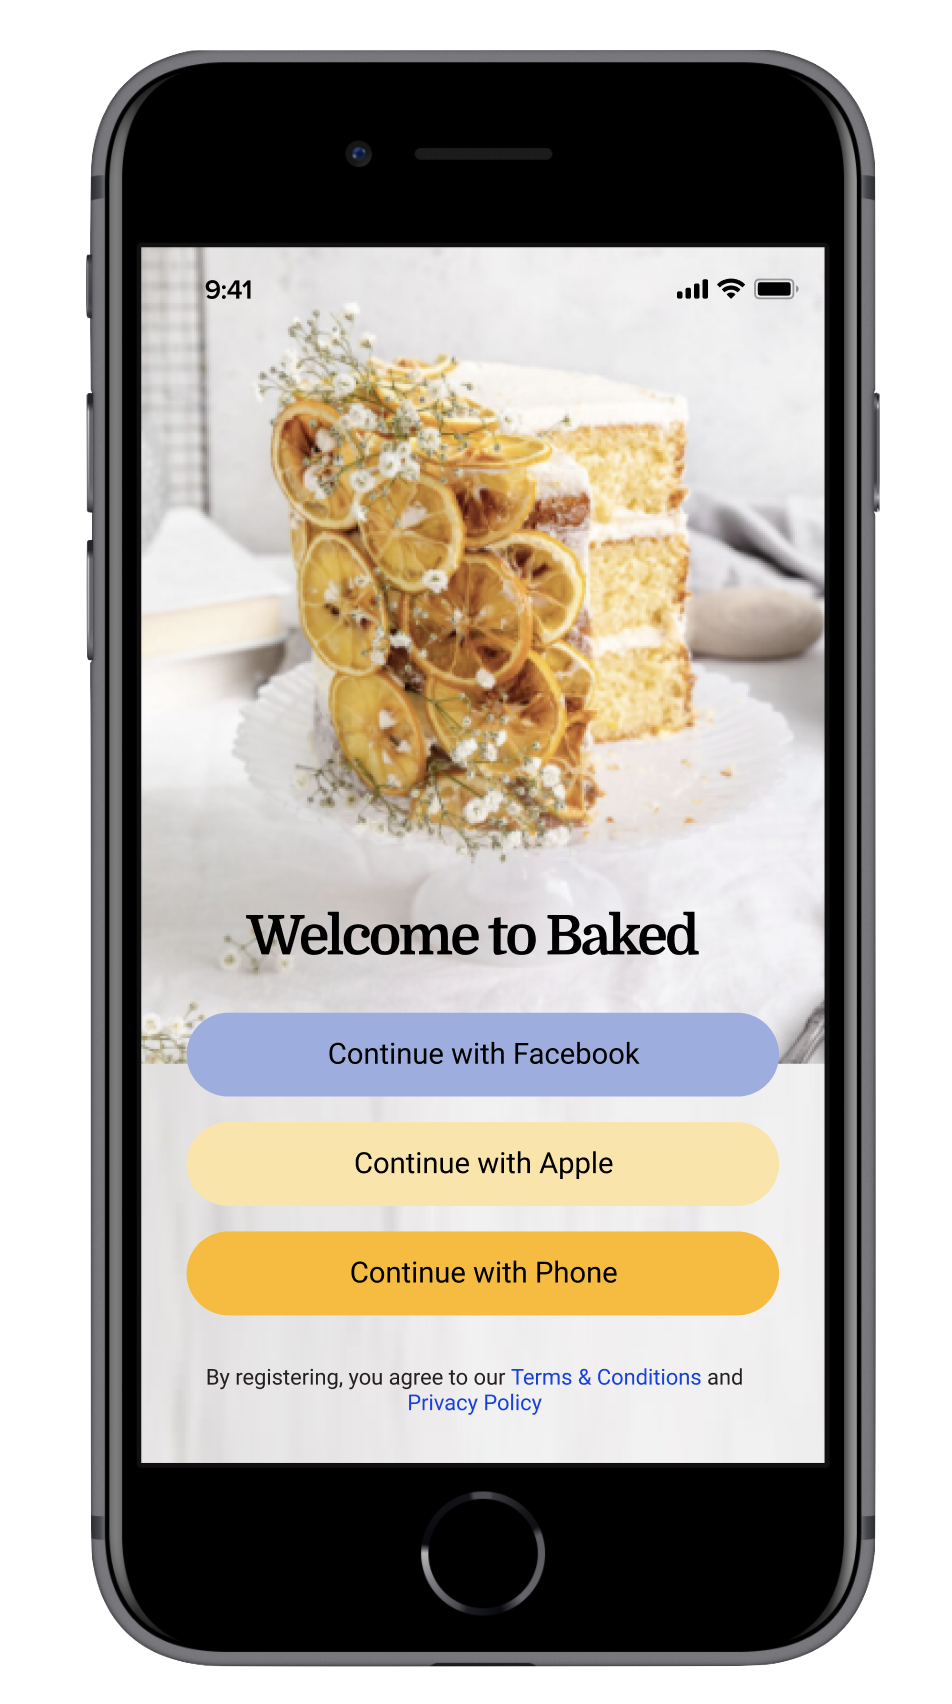 9:41
Welcome to Baked
Continue with Facebook
Continue with Apple
Continue with Phone
By registering, you agree to our Terms & Conditions and
Privacy Policy